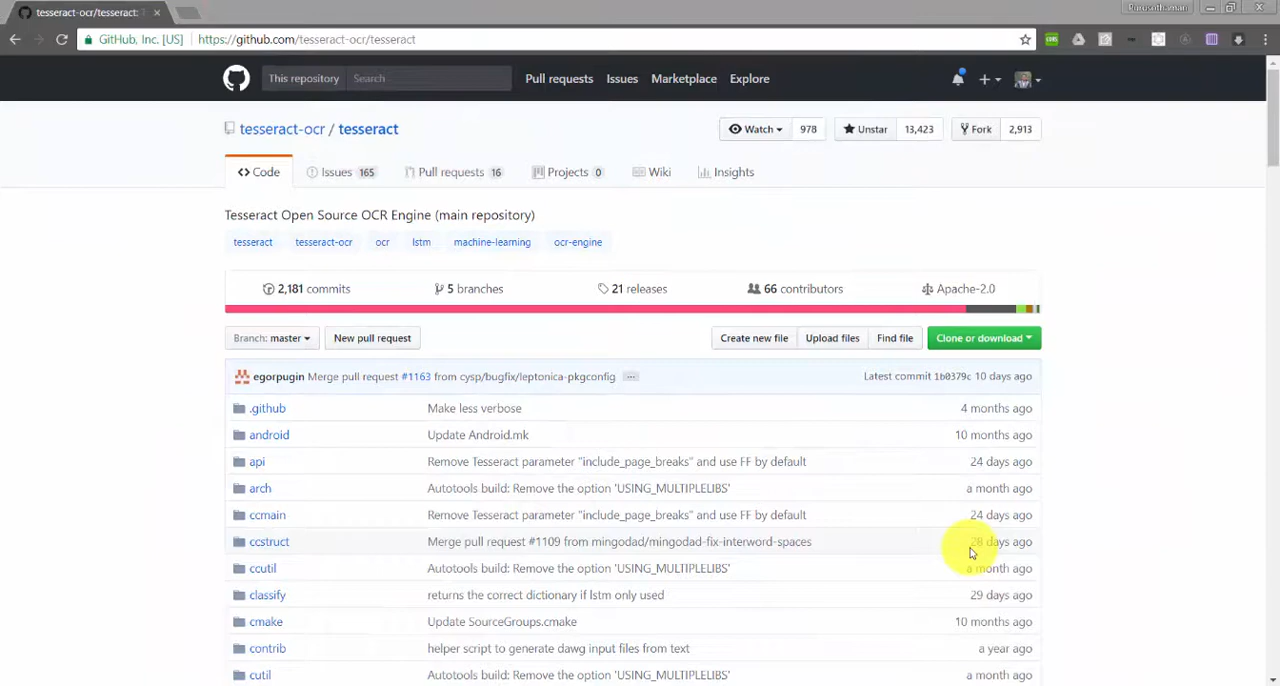 tesseract-ocr/tesseract:
GitHub, Inc. [US] https://github.com/tesseract-ocr/tesseract
This repository Search Pull requests Issues Marketplace Explore
tesseract-ocr / tesseract Watch 978 Unstar 13,423 Fork 2,913
Code Issues 165 Pull requests 16 Projects 0 Wiki Insights
Tesseract Open Source OCR Engine (main repository)
tesseract tesseract-ocr ocr lstm machine-learning ocr-engine
2,181 commits 5 branches 21 releases 66 contributors Apache-2.0
Branch: master New pull request Create new file Upload files Find file Clone or download
egorpugin Merge pull request #1163 from cysp/bugfix/leptonica-pkgconfig ... Latest commit 1b0379c 10 days ago
.github Make less verbose 4 months ago
android Update Android.mk 10 months ago
api Remove Tesseract parameter "include_page_breaks" and use FF by default 24 days ago
arch Autotools build: Remove the option 'USING_MULTIPLELIBS' a month ago
ccmain Remove Tesseract parameter "include_page_breaks" and use FF by default 24 days ago
ccstruct Merge pull request #1109 from mingodad/mingodad-fix-interword-spaces 28 days ago
ccutil Autotools build: Remove the option 'USING_MULTIPLELIBS' a month ago
classify returns the correct dictionary if lstm only used 29 days ago
cmake Update SourceGroups.cmake 10 months ago
contrib helper script to generate dawg input files from text a year ago
cutil Autotools build: Remove the option 'USING_MULTIPLELIBS' a month ago